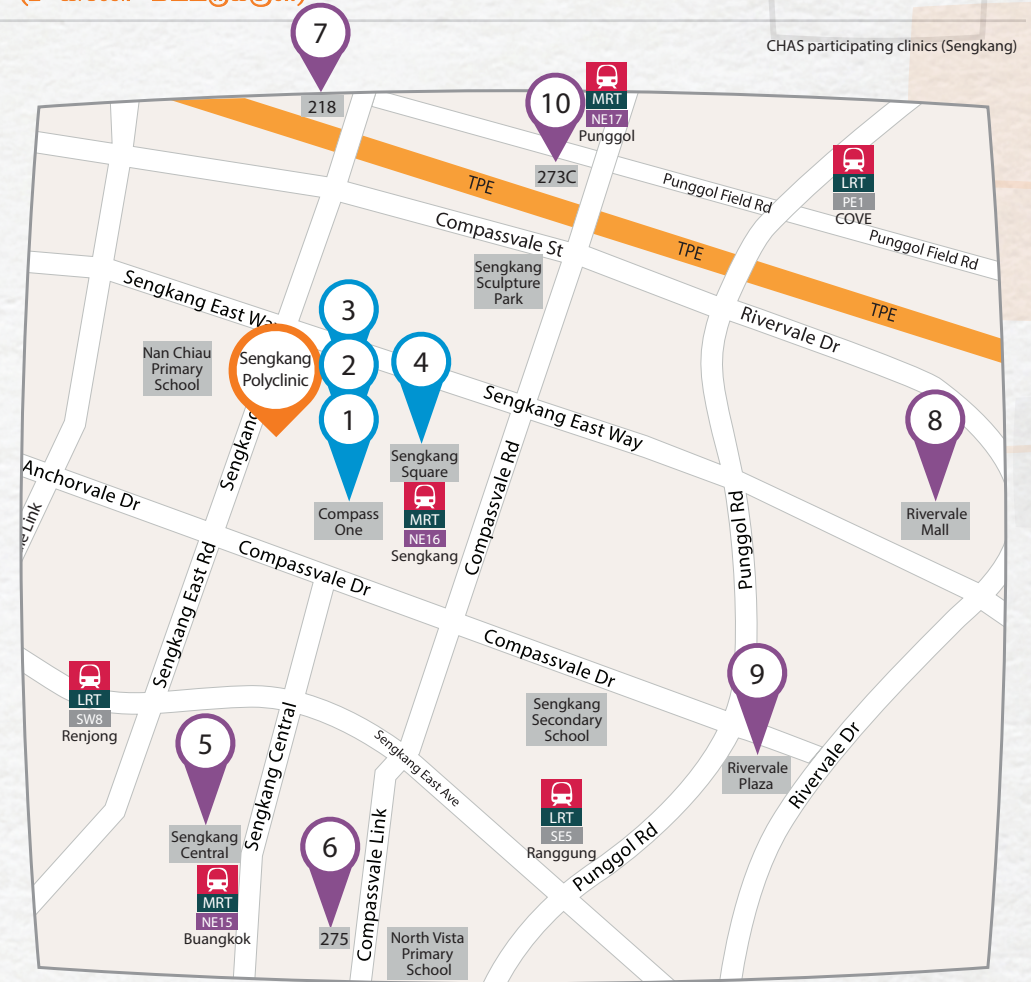 CHAS participating clinics (Sengkang)
7
218
10
MRT
NE17
Punggol
273C
LRT
PE1
COVE
TPE
Punggol Field Rd
Punggol Field Rd
Compassvale St
TPE
TPE
Sengkang
Sculpture
Park
Sengkang East Way
Rivervale Dr
3
2
1
4
Nan Chiau
Primary
School
Sengkang
Polyclinic
Sengkang East Way
8
Sengkang
Sengkang
Square
MRT
NE16
Sengkang
Compass
One
Compassvale Rd
Rivervale
Mall
Anchorvale Dr
Link
Punggol Rd
Compassvale Dr
Sengkang East Rd
Compassvale Dr
LRT
SW8
Renjong
9
Sengkang
Secondary
School
5
Sengkang Central
Sengkang East Ave
Rivervale
Plaza
Rivervale Dr
LRT
SE5
Ranggung
Sengkang
Central
6
Punggol Rd
MRT
NE15
Buangkok
Compassvale Link
275
North Vista
Primary
School